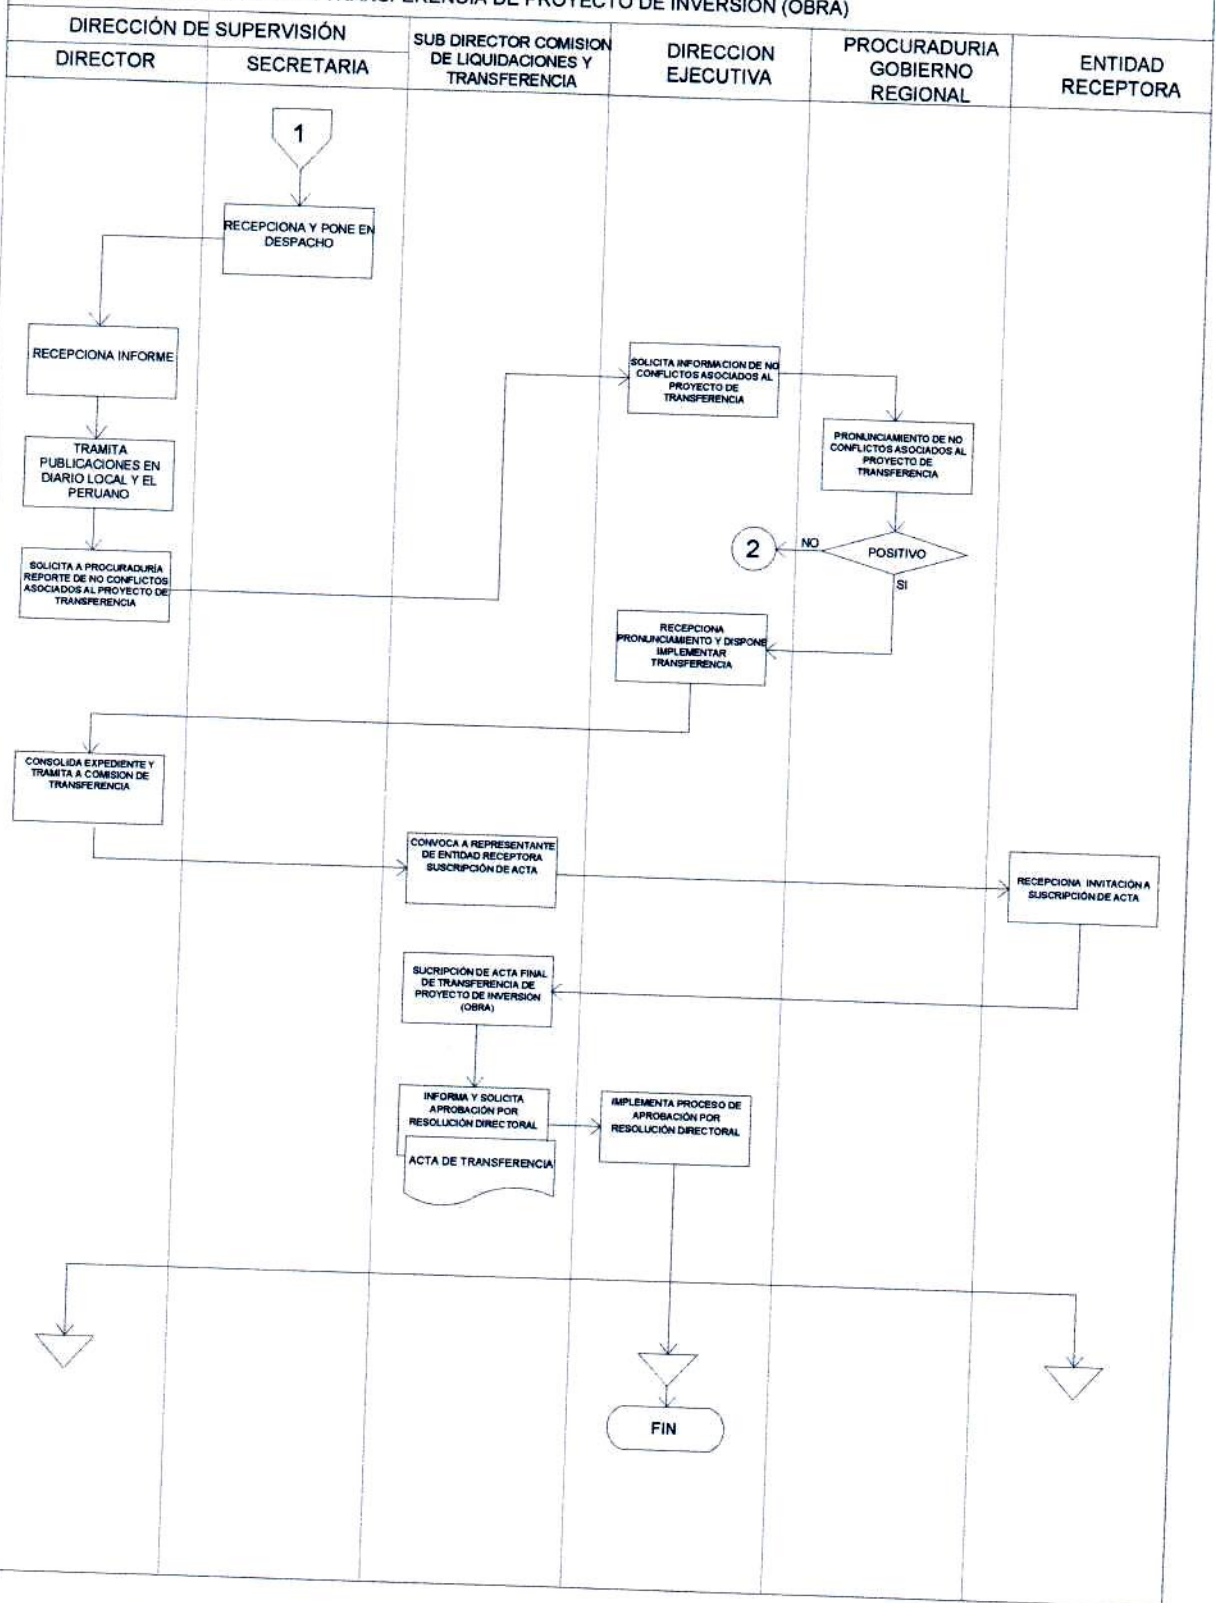 DE PROYECTO DE INVERSIÓN (OBRA)
DIRECCIÓN DE SUPERVISIÓN
DIRECTOR
SECRETARIA
SUB DIRECTOR COMISION
DE LIQUIDACIONES Y
TRANSFERENCIA
DIRECCION
EJECUTIVA
PROCURADURIA
GOBIERNO
REGIONAL
ENTIDAD
RECEPTORA
1
RECEPCIONA Y PONE EN
DESPACHO
RECEPCIONA INFORME
SOLICITA INFORMACION DE NO
CONFLICTOS ASOCIADOS AL
PROYECTO DE
TRANSFERENCIA
TRAMITA
PUBLICACIONES EN
DIARIO LOCAL Y EL
PERUANO
PRONUNCIAMIENTO DE NO
CONFLICTOS ASOCIADOS AL
PROYECTO DE
TRANSFERENCIA
SOLICITA A PROCURADURÍA
REPORTE DE NO CONFLICTOS
ASOCIADOS AL PROYECTO DE
TRANSFERENCIA
2
NO
POSITIVO
SI
RECEPCIONA
PRONUNCIAMIENTO Y DISPONE
IMPLEMENTAR
TRANSFERENCIA
CONSOLIDA EXPEDIENTE Y
TRAMITA A COMISION DE
TRANSFERENCIA
CONVOCA A REPRESENTANTE
DE ENTIDAD RECEPTORA
SUSCRIPCIÓN DE ACTA
RECEPCIONA INVITACIÓN A
SUSCRIPCIÓN DE ACTA
SUCRIPCIÓN DE ACTA FINAL
DE TRANSFERENCIA DE
PROYECTO DE INVERSIÓN
(OBRA)
INFORMA Y SOLICITA
APROBACIÓN POR
RESOLUCIÓN DIRECTORAL
ACTA DE TRANSFERENCIA
IMPLEMENTA PROCESO DE
APROBACIÓN POR
RESOLUCIÓN DIRECTORAL
FIN